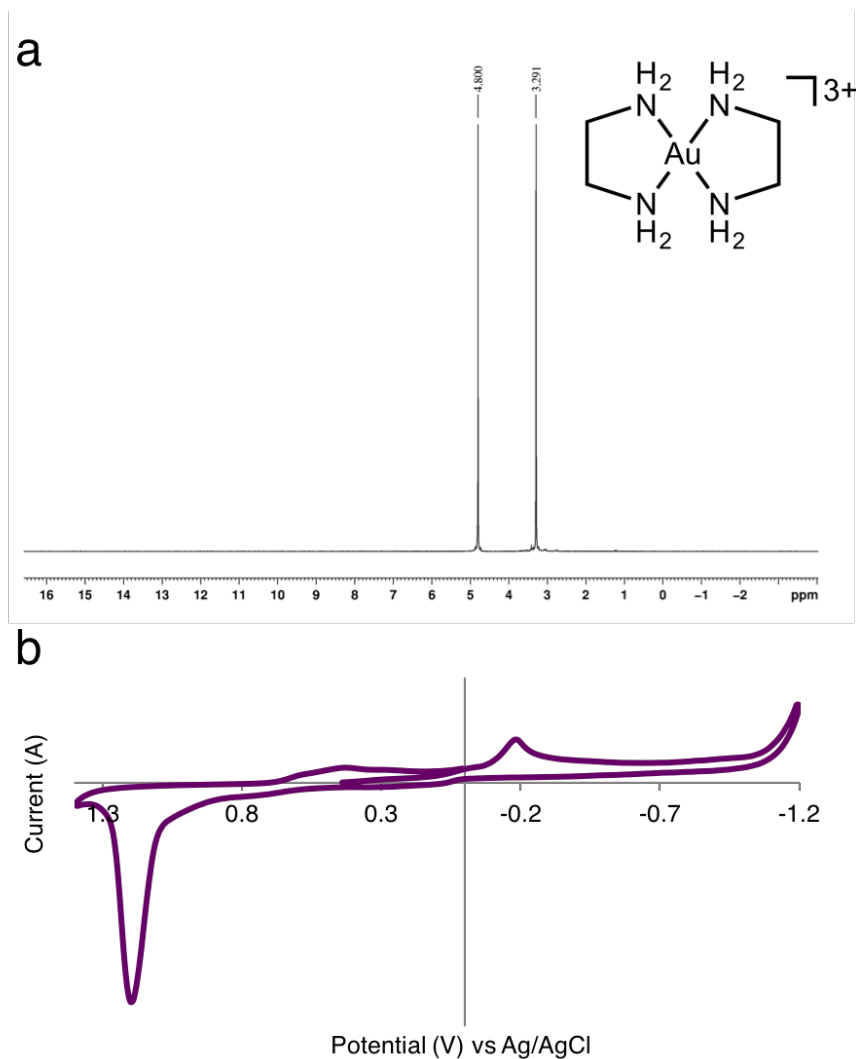 a
4.800
3.291
H2 H2
N N
Au
N N
H2 H2
3+
16 15 14 13 12 11 10 9 8 7 6 5 4 3 2 1 0 −1 −2 ppm
b
Current (A)
1.3 0.8 0.3 -0.2 -0.7 -1.2
Potential (V) vs Ag/AgCl